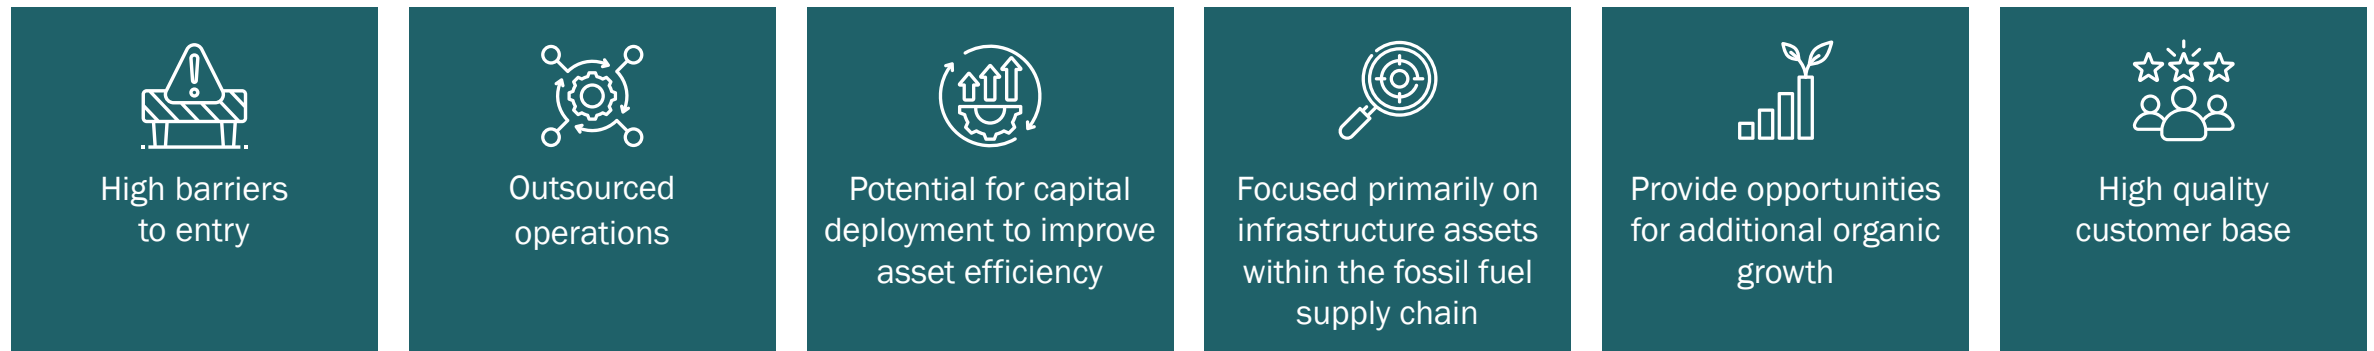 High barriers
to entry
Outsourced
operations
Potential for capital
deployment to improve
asset efficiency
Focused primarily on
infrastructure assets
within the fossil fuel
supply chain
Provide opportunities
for additional organic
growth
High quality
customer base